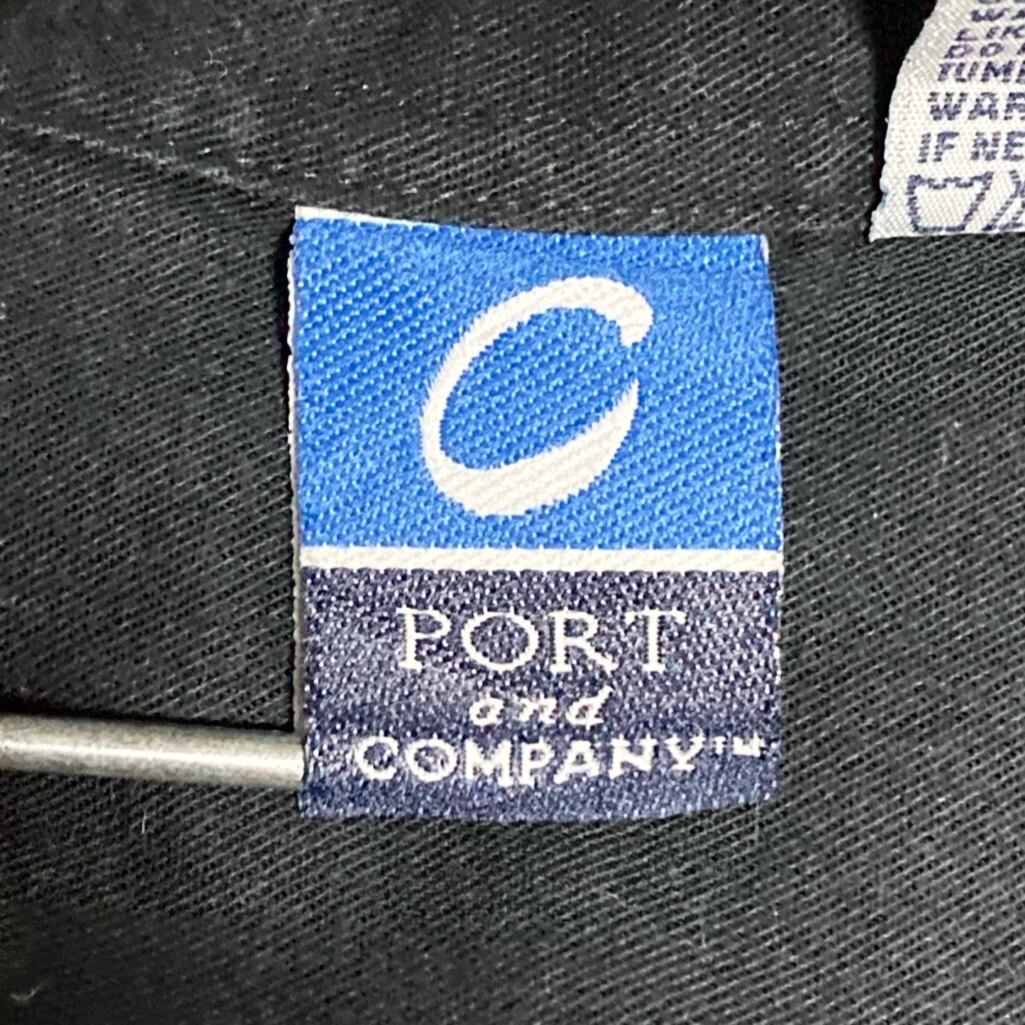 C
PORT
and
COMPANY™
WAR
IF NE